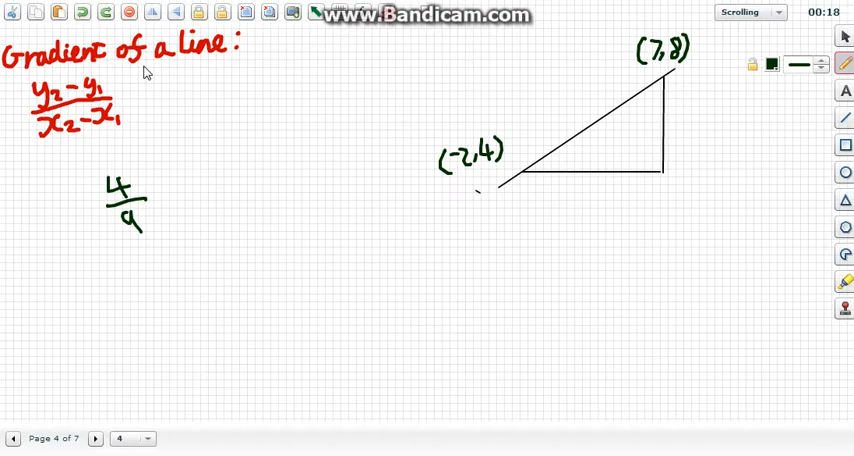 www.Bandicam.com
Scrolling
00:18
Gradient of a line:
y₂ - y₁
x₂ - x₁
(7,8)
(-2,4)
4
9
Page 4 of 7
4